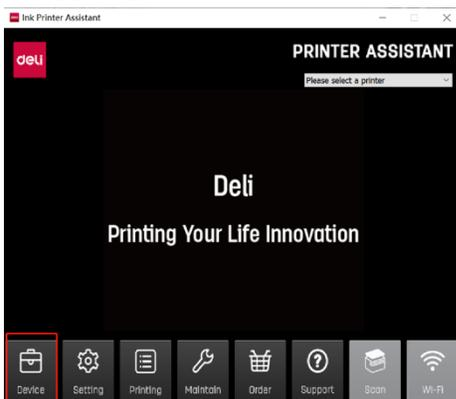 Ink Printer Assistant
deli
PRINTER ASSISTANT
Please select a printer
Deli
Printing Your Life Innovation
Device Setting Printing Maintain Order Support Scan Wi-Fi